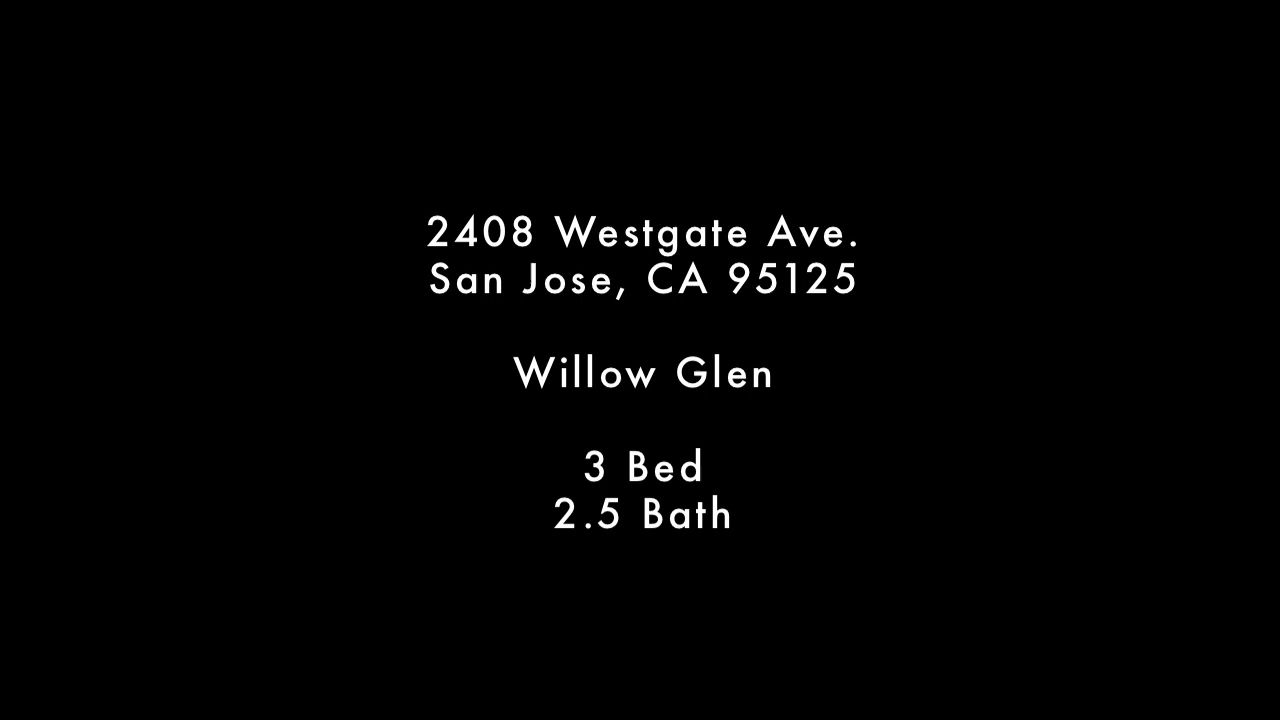 2408 Westgate Ave.
San Jose, CA 95125
Willow Glen
3 Bed
2.5 Bath